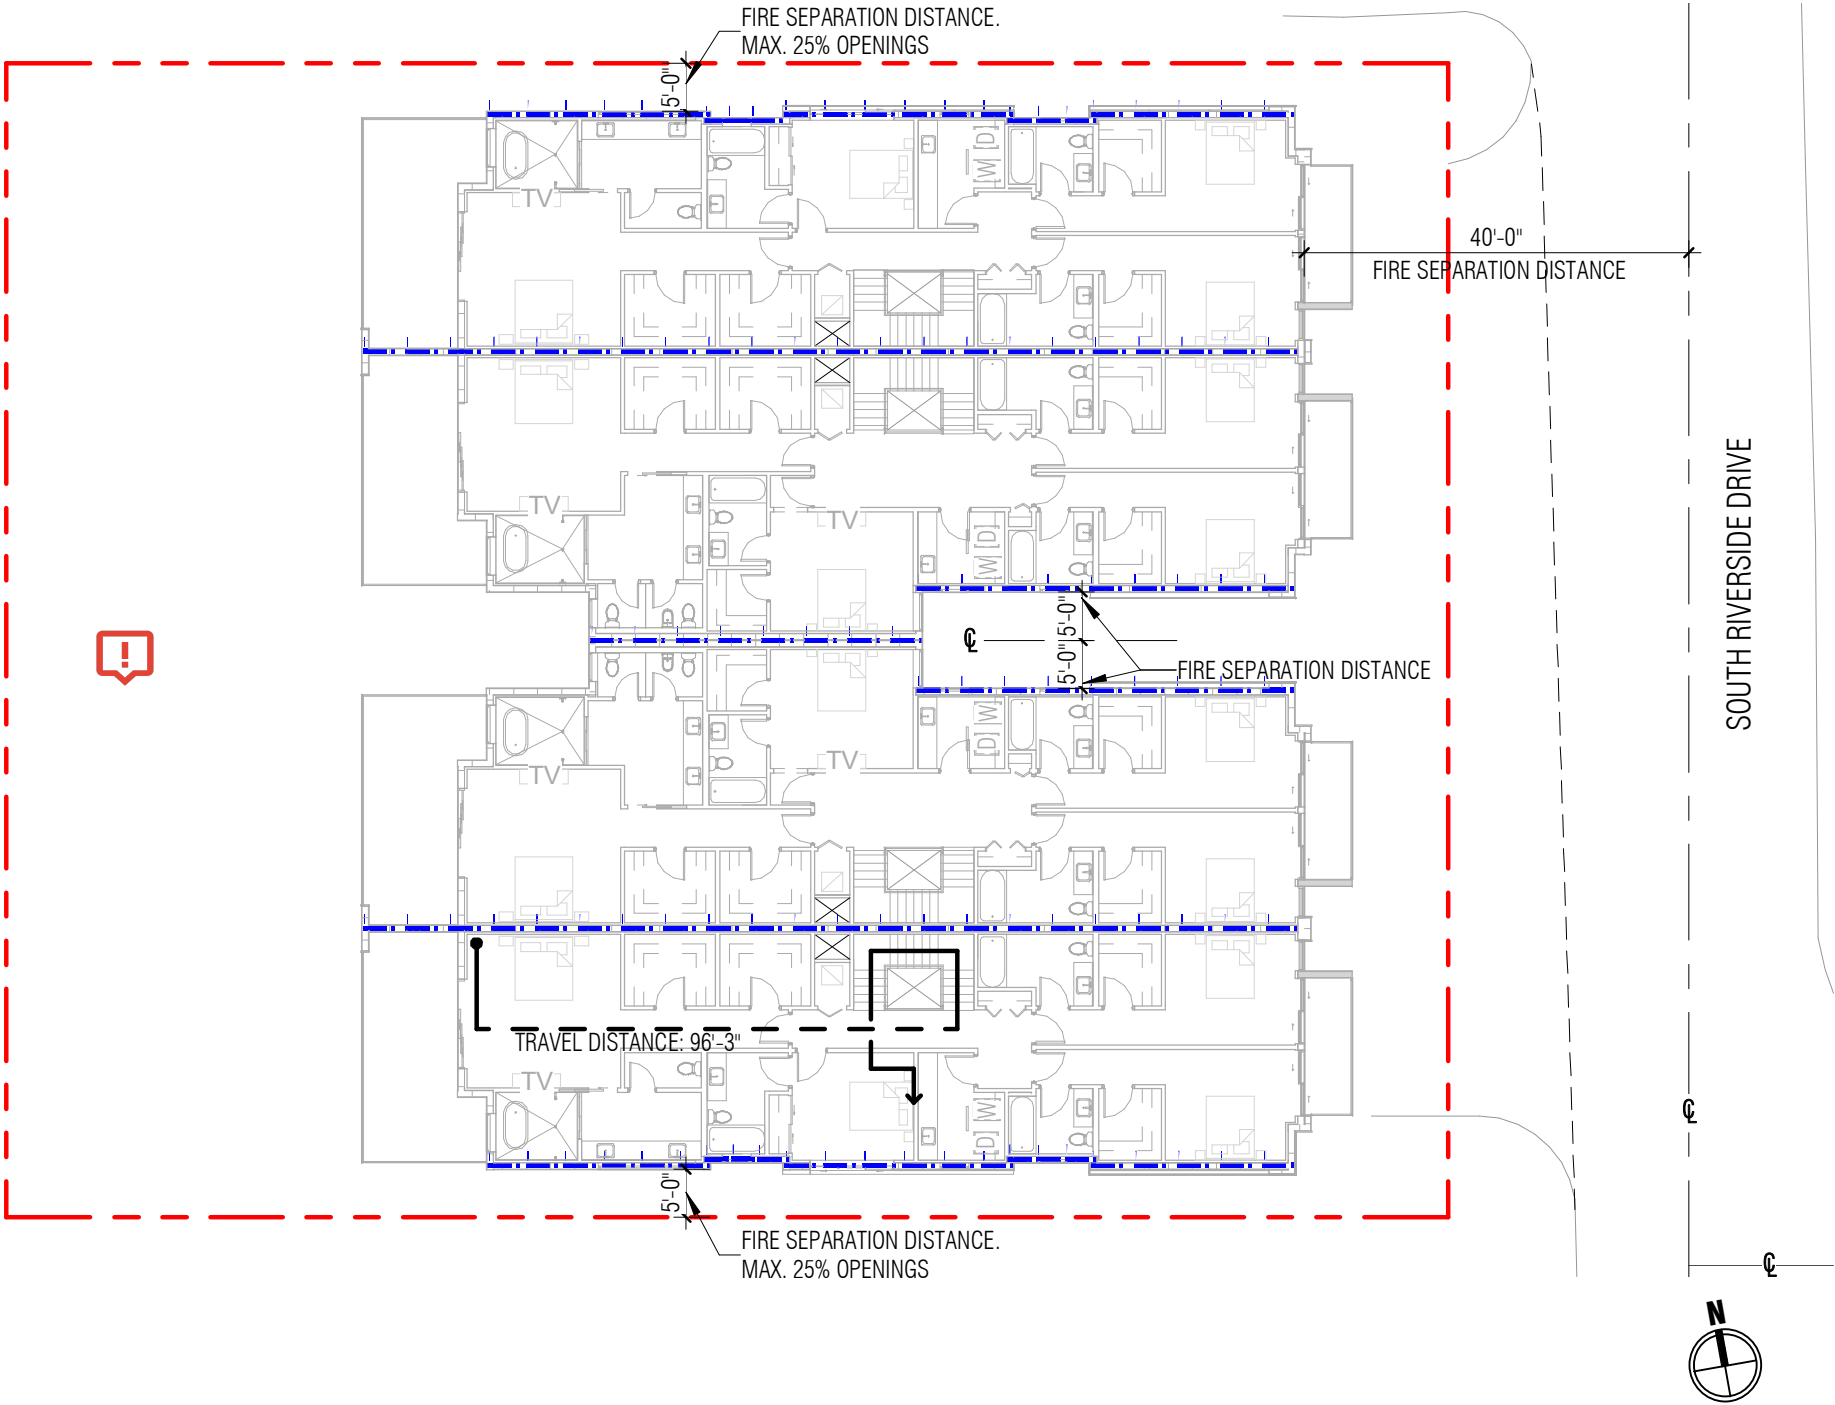 FIRE SEPARATION DISTANCE.
MAX. 25% OPENINGS
5'-0"
TV
W D
40'-0"
FIRE SEPARATION DISTANCE
SOUTH RIVERSIDE DRIVE
TV
TV
W D
5'-0"
5'-0"
℄
FIRE SEPARATION DISTANCE
!
D W
TV
TV
TRAVEL DISTANCE: 96'-3"
TV
D W
℄
5'-0"
FIRE SEPARATION DISTANCE.
MAX. 25% OPENINGS
℄
N